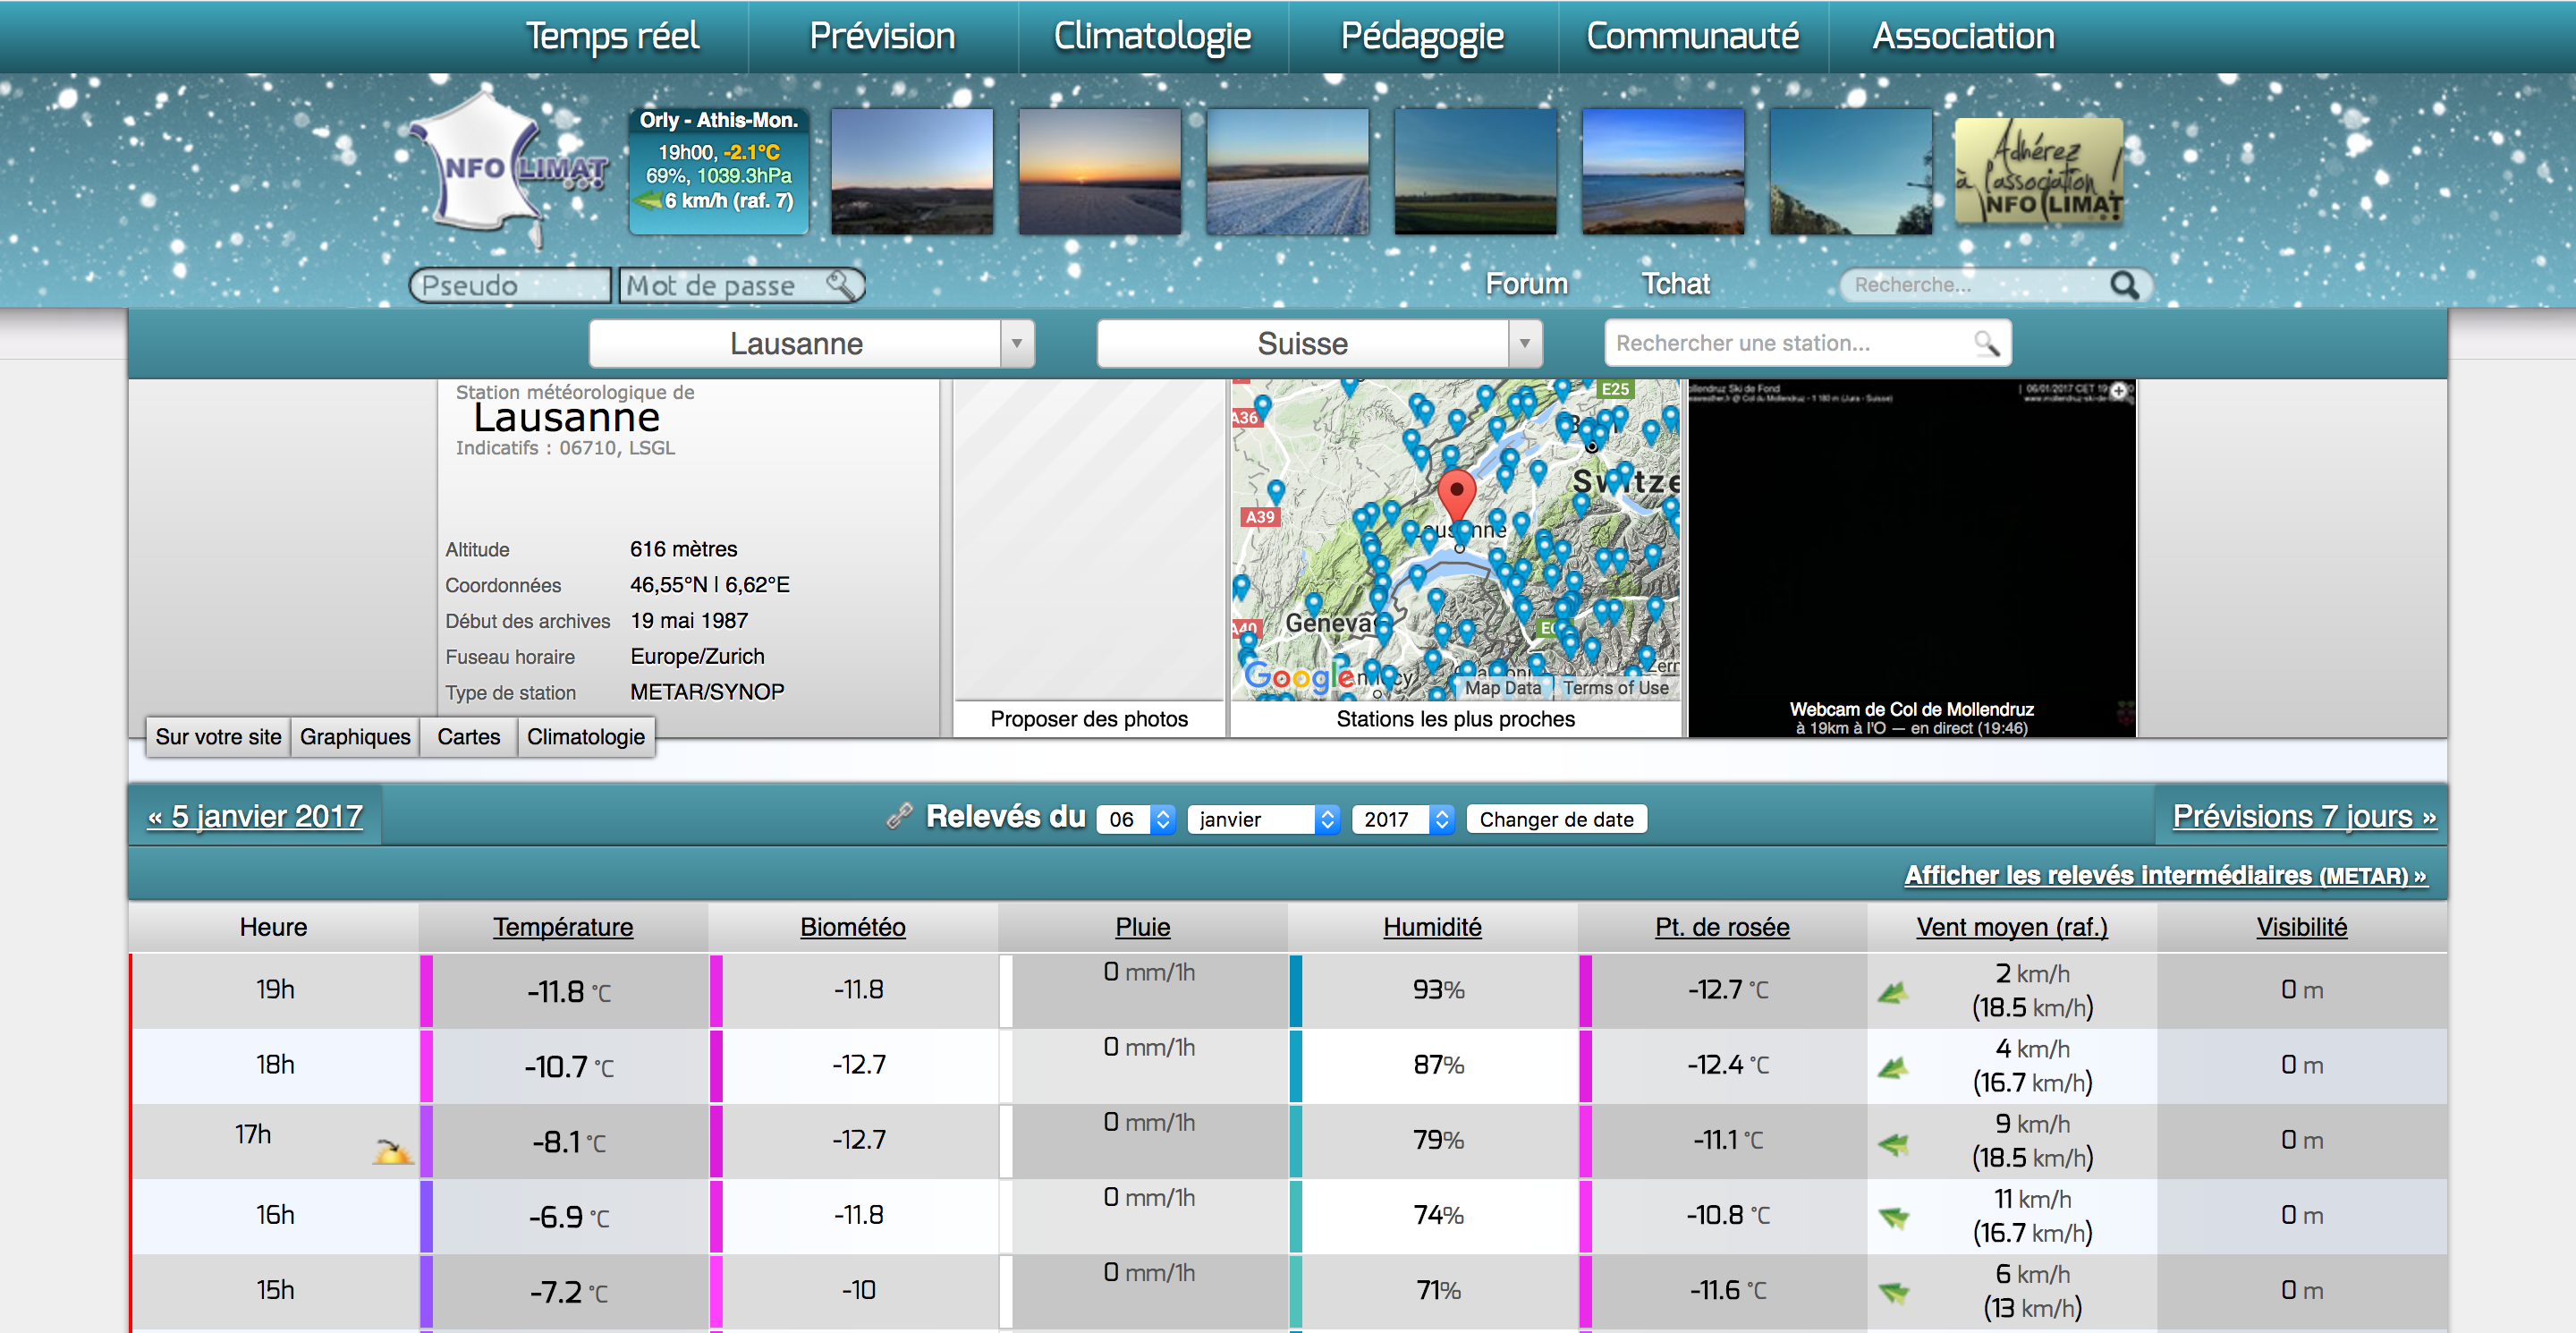 Temps réel Prévision Climatologie Pédagogie Communauté Association
NFO LIMAT
Orly - Athis-Mon.
19h00, -2.1°C
69%, 1039.3hPa
6 km/h (raf. 7)
Adhérez
à l'association !
NFO LIMAT
Pseudo Mot de passe Forum Tchat Recherche...
Lausanne Suisse Rechercher une station...
Station météorologique de
Lausanne
Indicatifs : 06710, LSGL
Altitude 616 mètres
Coordonnées 46,55°N | 6,62°E
Début des archives 19 mai 1987
Fuseau horaire Europe/Zurich
Type de station METAR/SYNOP
Proposer des photos
E25
A36
A39
Lausanne
Geneva
A40
Google
Map Data Terms of Use
Stations les plus proches
Webcam de Col de Mollendruz
à 19km à l'O — en direct (19:46)
Sur votre site Graphiques Cartes Climatologie
« 5 janvier 2017 Relevés du 06 janvier 2017 Changer de date Prévisions 7 jours »
Afficher les relevés intermédiaires (METAR) »
Heure Température Biométéo Pluie Humidité Pt. de rosée Vent moyen (raf.) Visibilité
19h -11.8 °C -11.8 0 mm/1h 93% -12.7 °C 2 km/h (18.5 km/h) 0 m
18h -10.7 °C -12.7 0 mm/1h 87% -12.4 °C 4 km/h (16.7 km/h) 0 m
17h -8.1 °C -12.7 0 mm/1h 79% -11.1 °C 9 km/h (18.5 km/h) 0 m
16h -6.9 °C -11.8 0 mm/1h 74% -10.8 °C 11 km/h (16.7 km/h) 0 m
15h -7.2 °C -10 0 mm/1h 71% -11.6 °C 6 km/h (13 km/h) 0 m